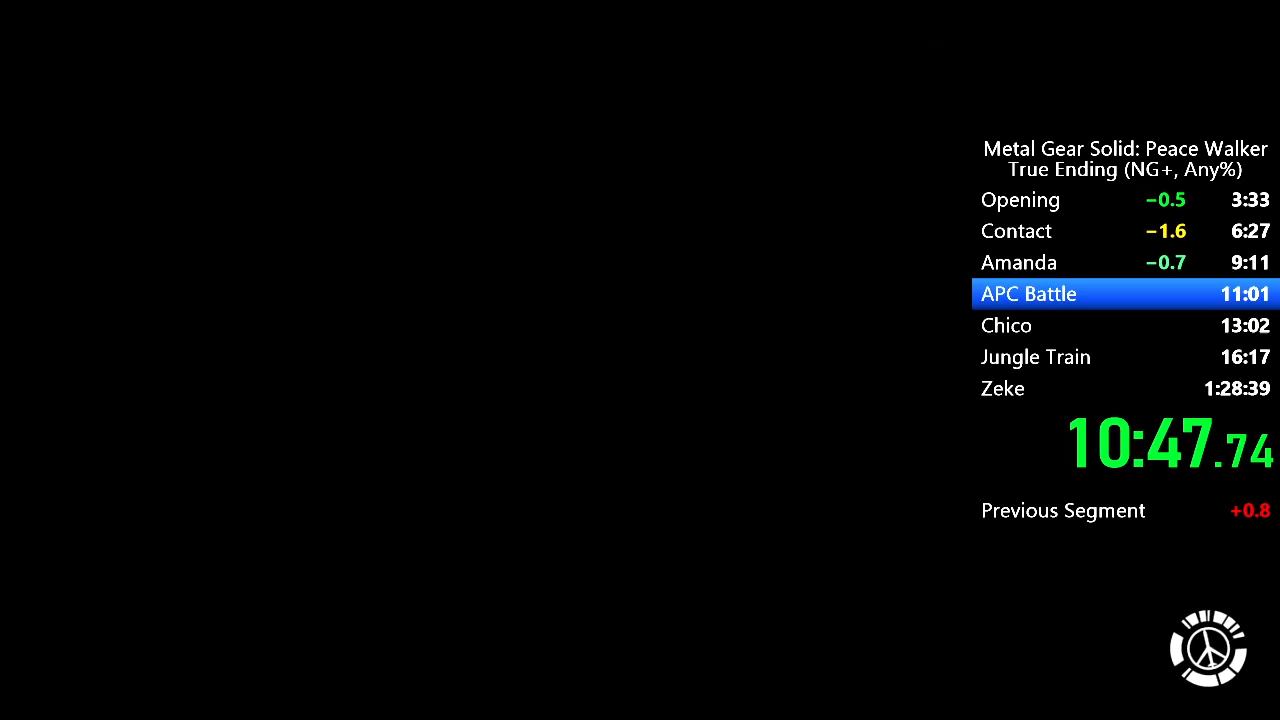 Metal Gear Solid: Peace Walker
True Ending (NG+, Any%)
Opening −0.5 3:33
Contact −1.6 6:27
Amanda −0.7 9:11
APC Battle 11:01
Chico 13:02
Jungle Train 16:17
Zeke 1:28:39
10:47.74
Previous Segment +0.8